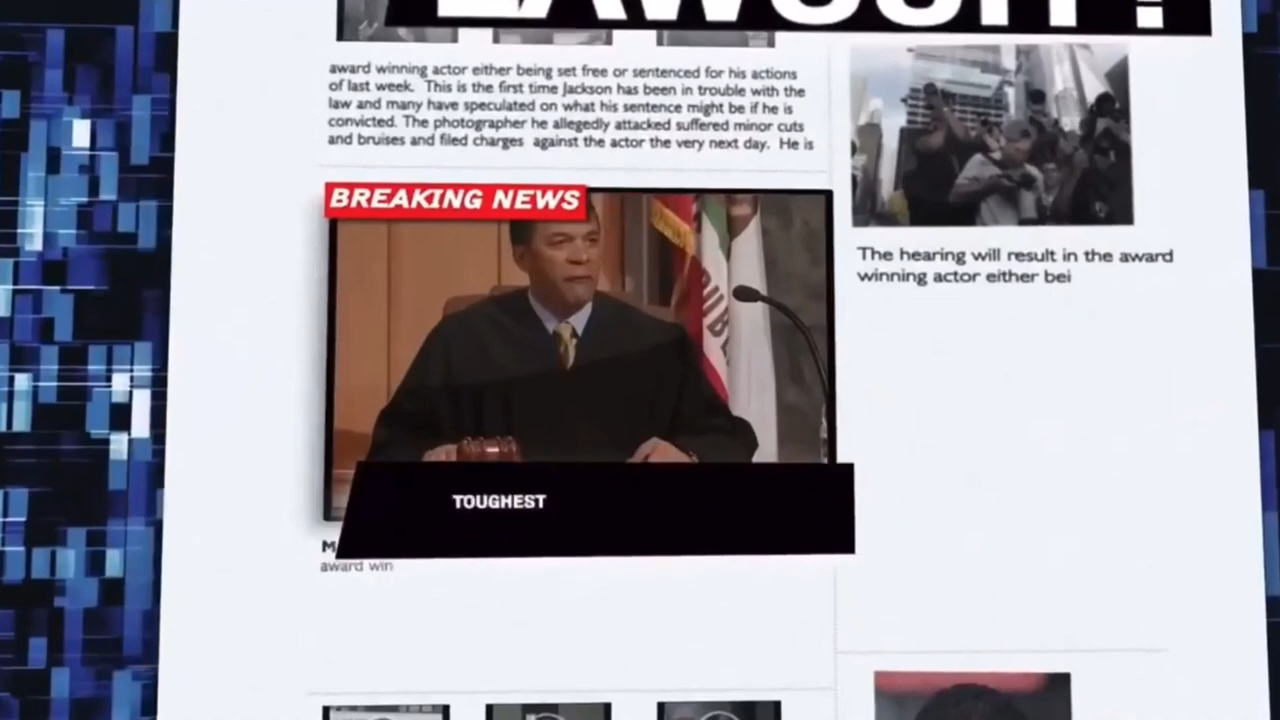 LAWSUIT!
award winning actor either being set free or sentenced for his actions
of last week. This is the first time Jackson has been in trouble with the
law and many have speculated on what his sentence might be if he is
convicted. The photographer he allegedly attacked suffered minor cuts
and bruises and filed charges against the actor the very next day. He is
BREAKING NEWS
TOUGHEST
award win
The hearing will result in the award
winning actor either bei